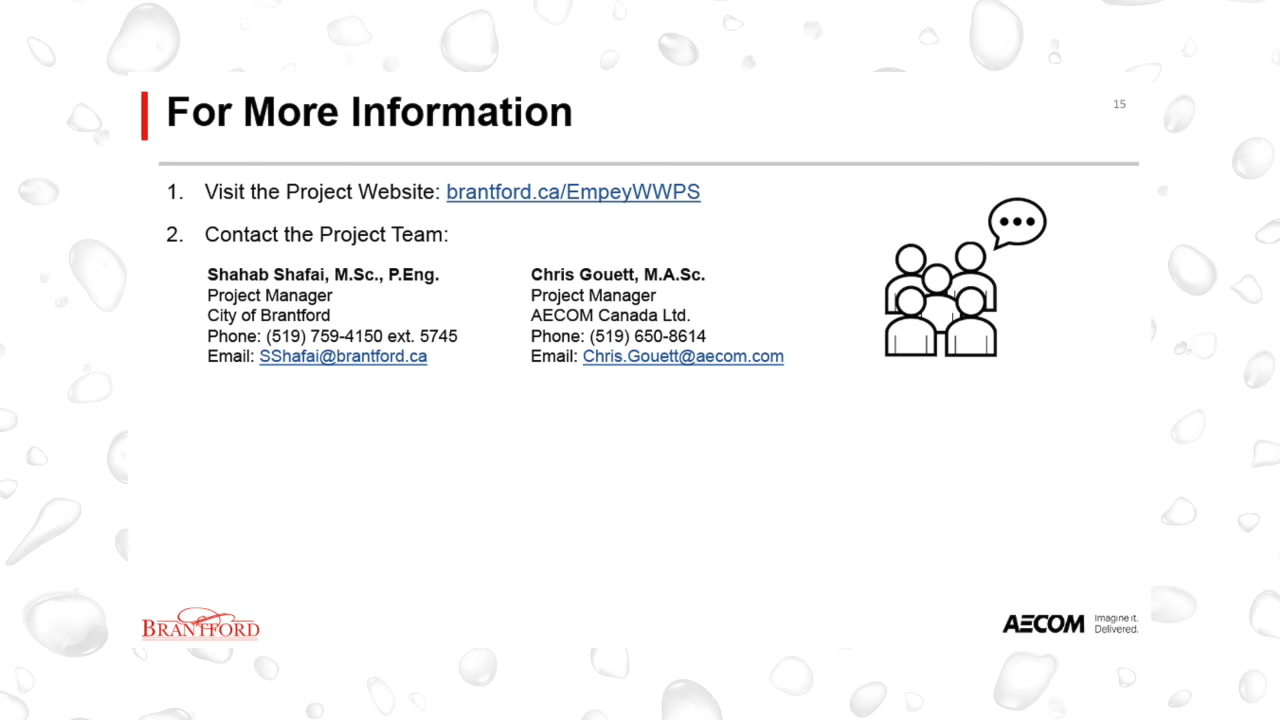 For More Information
15
1. Visit the Project Website: brantford.ca/EmpeyWWPS
2. Contact the Project Team:
Shahab Shafai, M.Sc., P.Eng.
Project Manager
City of Brantford
Phone: (519) 759-4150 ext. 5745
Email: SShafai@brantford.ca
Chris Gouett, M.A.Sc.
Project Manager
AECOM Canada Ltd.
Phone: (519) 650-8614
Email: Chris.Gouett@aecom.com
BRANTFORD
AECOM
Imagine it.
Delivered.